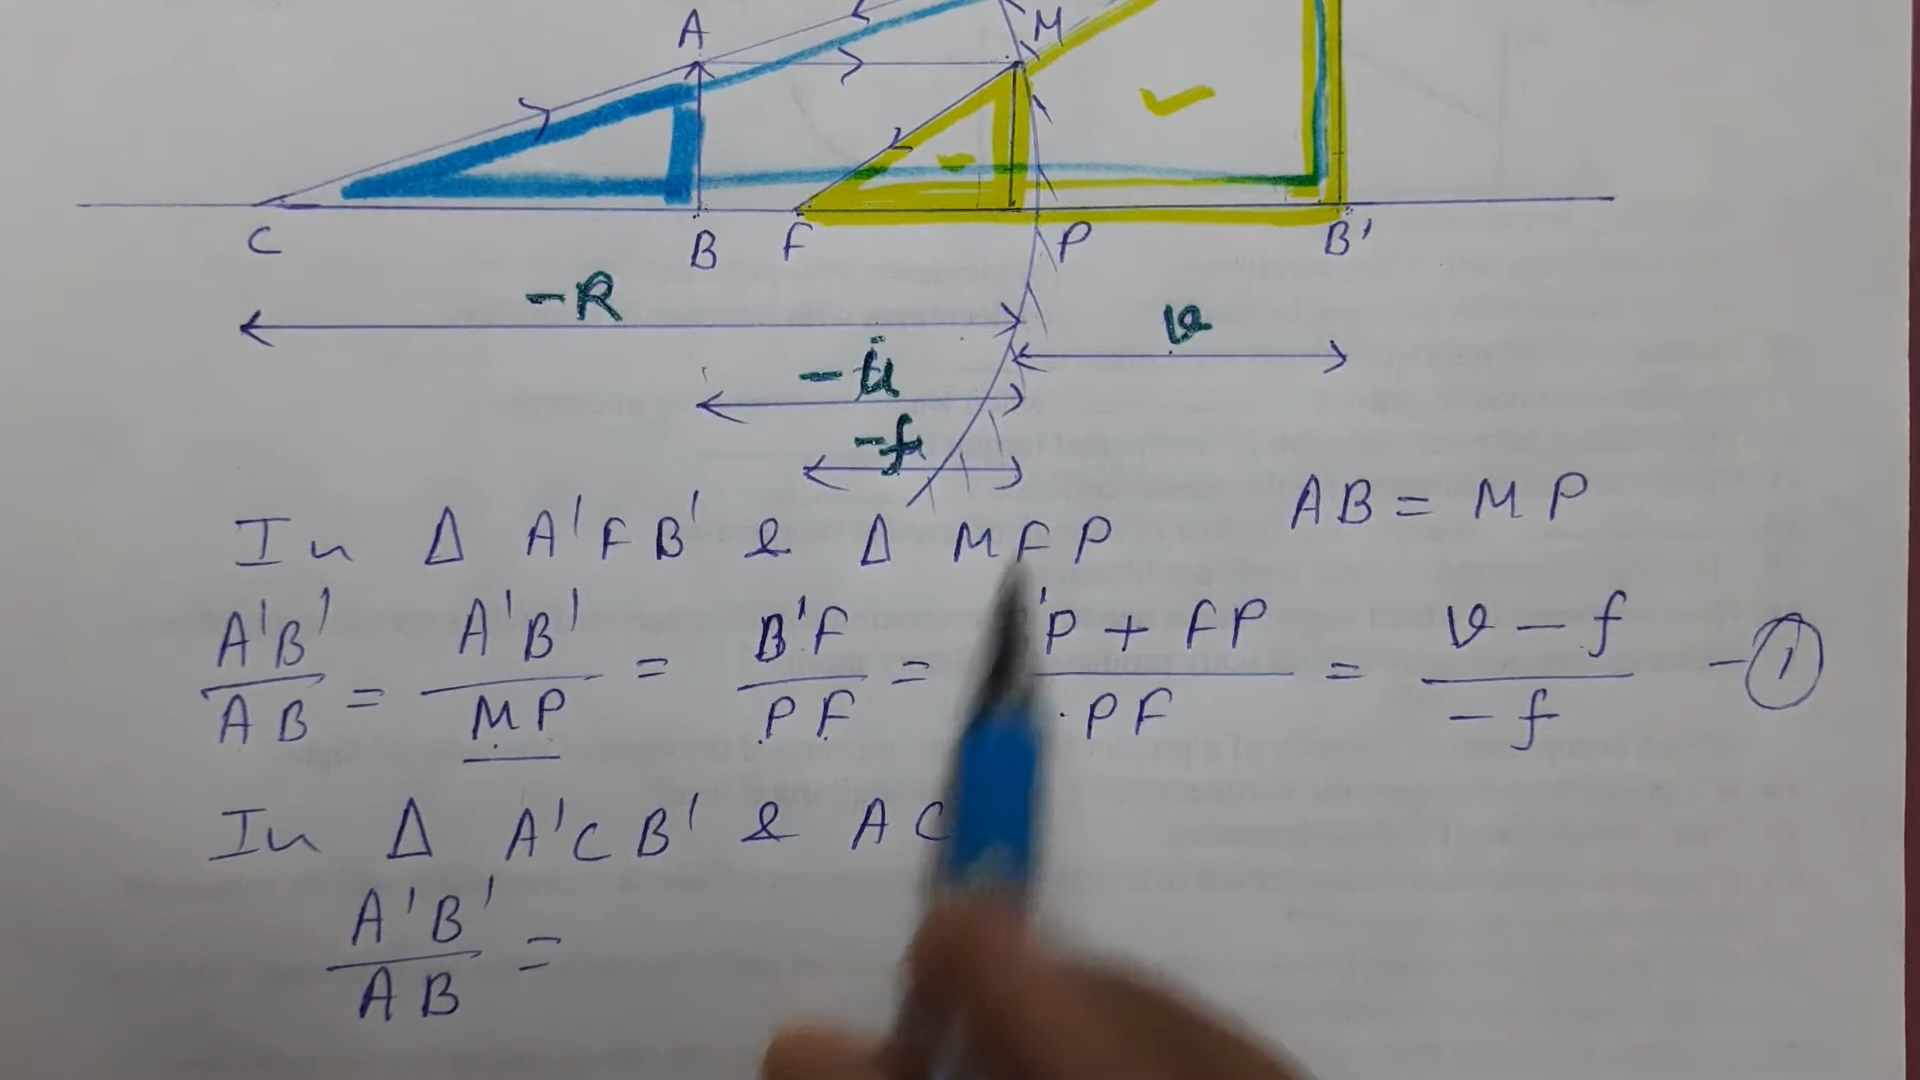 A M
C B F P B'
-R
v
-u
-f
AB = MP
In Δ A'FB' & Δ MFP
A'B'/AB = A'B'/MP = B'F/PF = 'P + FP/PF = v - f/-f - ①
In Δ A'CB' & AC
A'B'/AB =